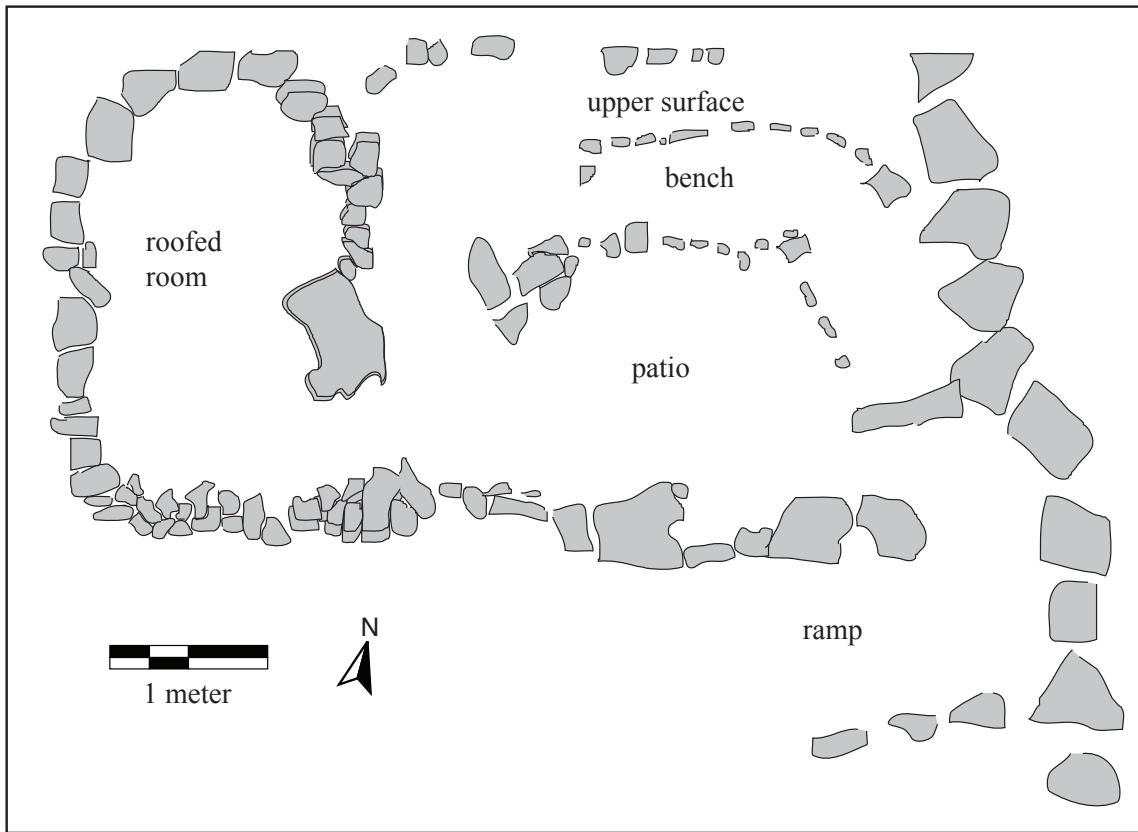 upper surface
bench
roofed
room
patio
ramp
N
1 meter